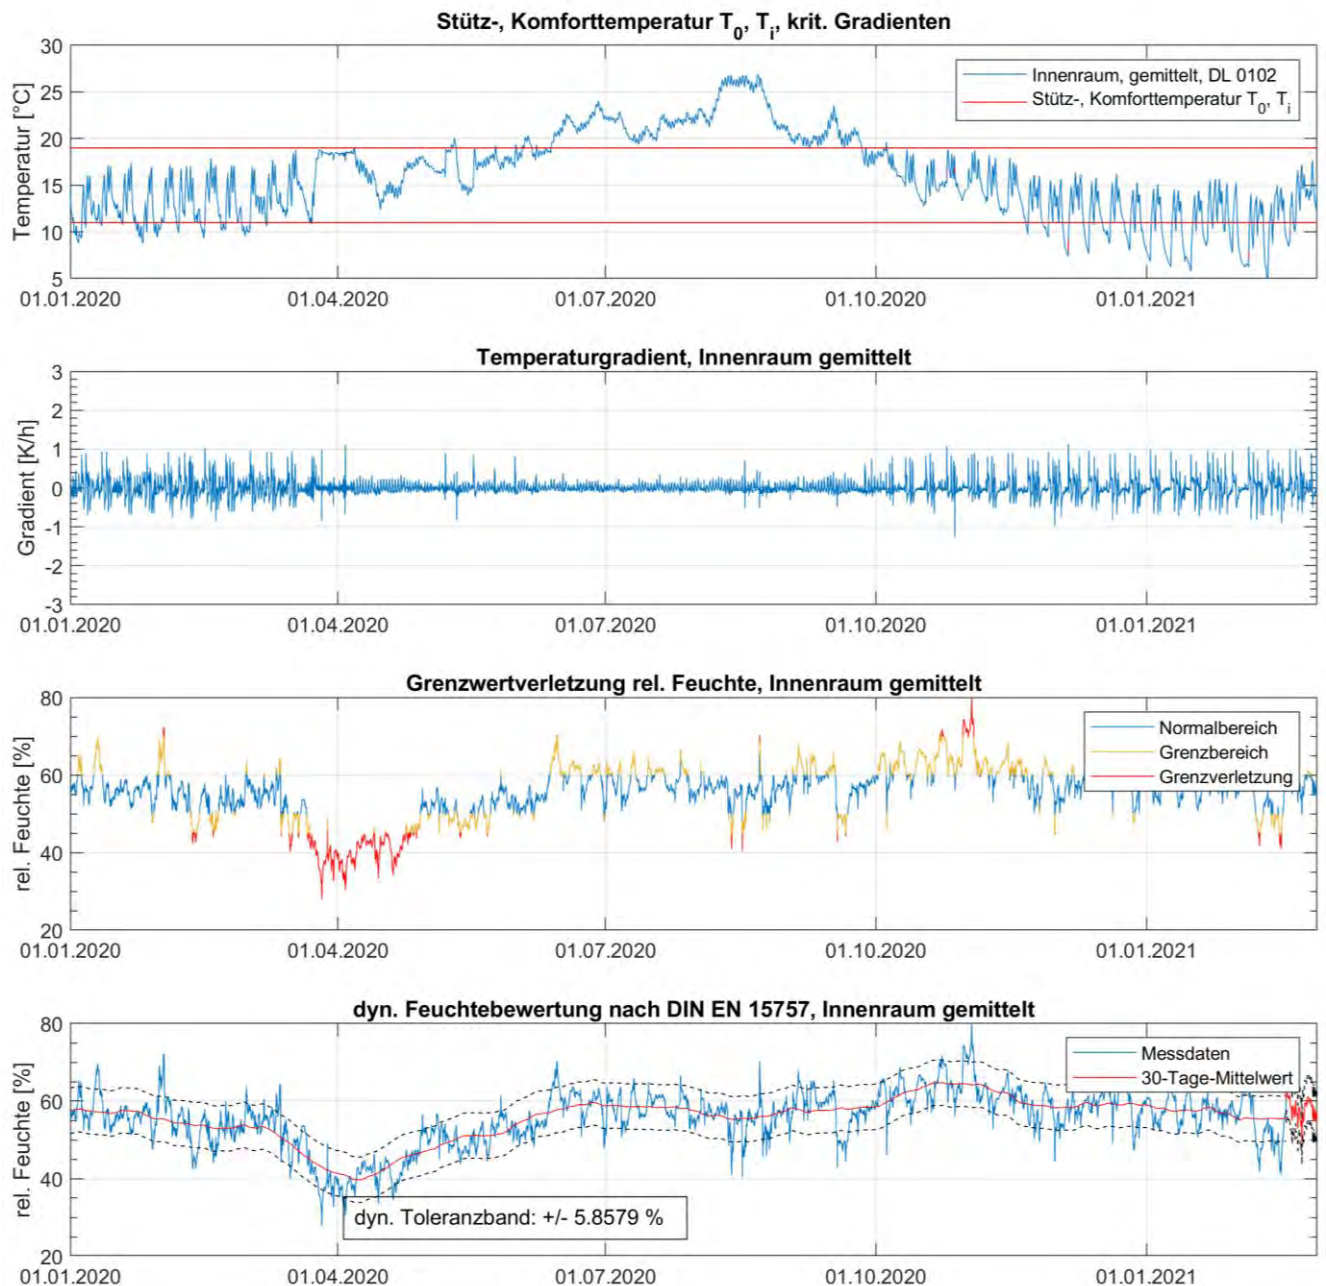 Stütz-, Komforttemperatur T0, Ti, krit. Gradienten
30
25
20
15
10
5
Temperatur [°C]
Innenraum, gemittelt, DL 0102
Stütz-, Komforttemperatur T0, Ti
01.01.2020 01.04.2020 01.07.2020 01.10.2020 01.01.2021
Temperaturgradient, Innenraum gemittelt
3
2
1
0
-1
-2
-3
Gradient [K/h]
01.01.2020 01.04.2020 01.07.2020 01.10.2020 01.01.2021
Grenzwertverletzung rel. Feuchte, Innenraum gemittelt
80
60
40
20
rel. Feuchte [%]
Normalbereich
Grenzbereich
Grenzverletzung
01.01.2020 01.04.2020 01.07.2020 01.10.2020 01.01.2021
dyn. Feuchtebewertung nach DIN EN 15757, Innenraum gemittelt
80
60
40
20
rel. Feuchte [%]
Messdaten
30-Tage-Mittelwert
dyn. Toleranzband: +/- 5.8579 %
01.01.2020 01.04.2020 01.07.2020 01.10.2020 01.01.2021